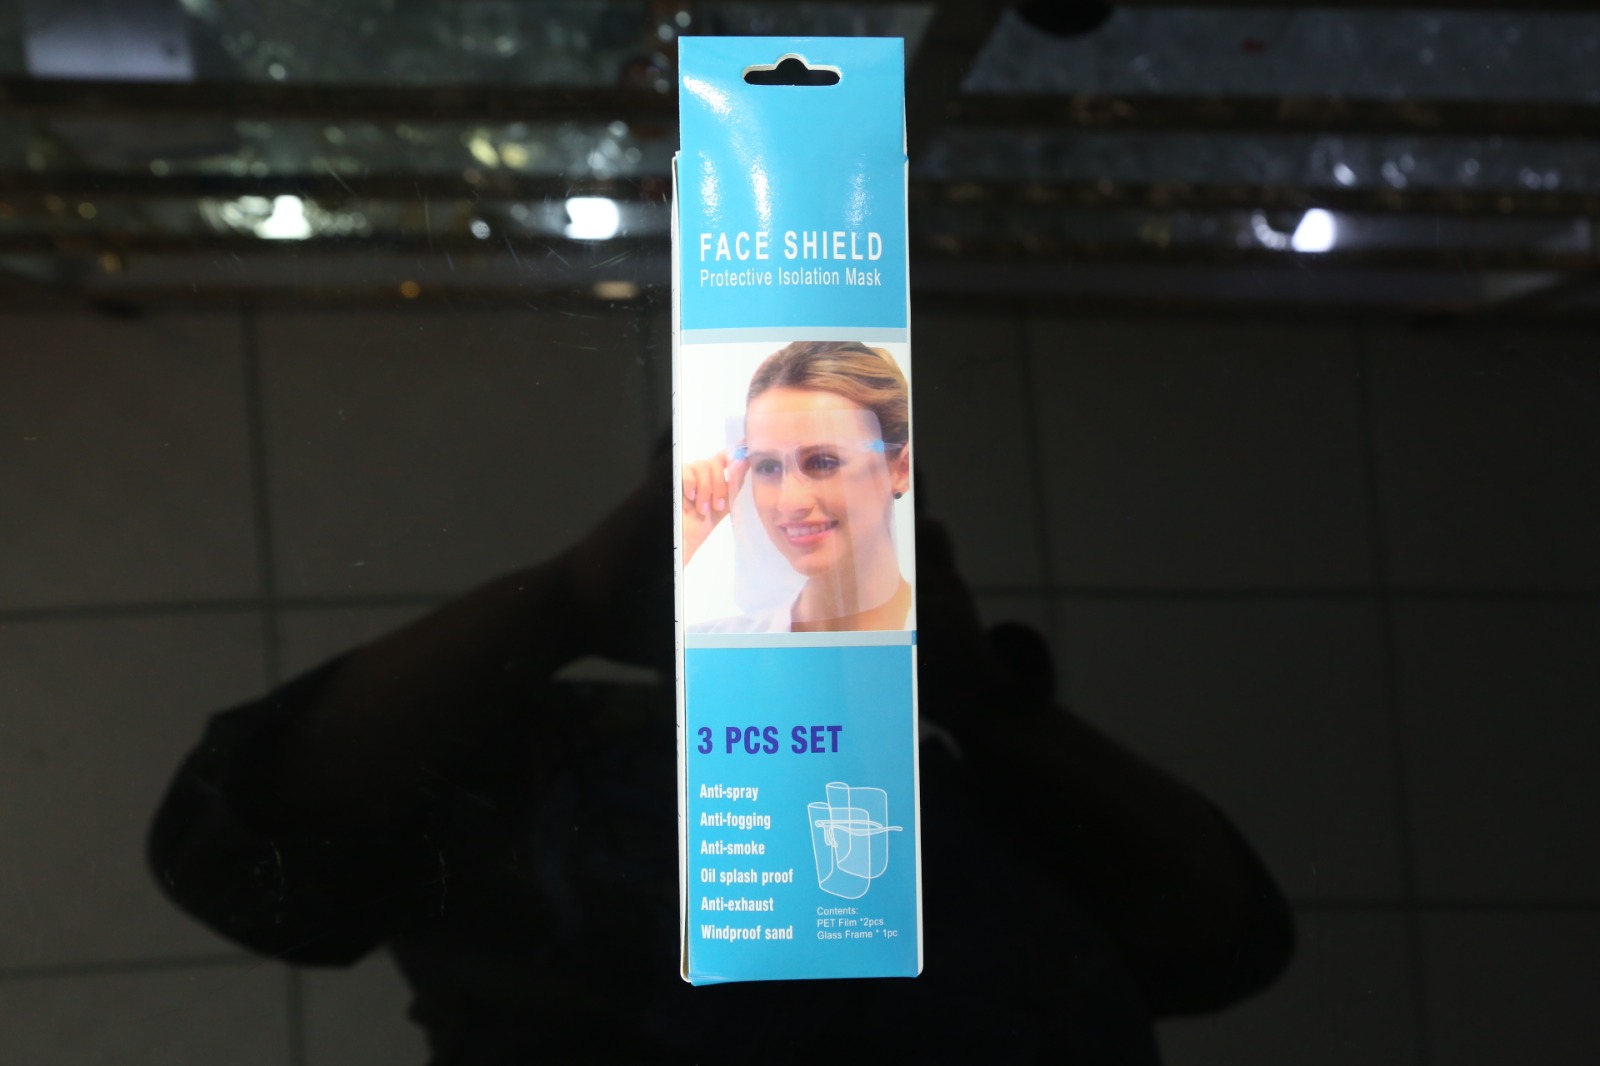 FACE SHIELD
Protective Isolation Mask
3 PCS SET
Anti-spray
Anti-fogging
Anti-smoke
Oil splash proof
Anti-exhaust
Windproof sand
Contents:
PET Film *2pcs
Glass Frame * 1pc